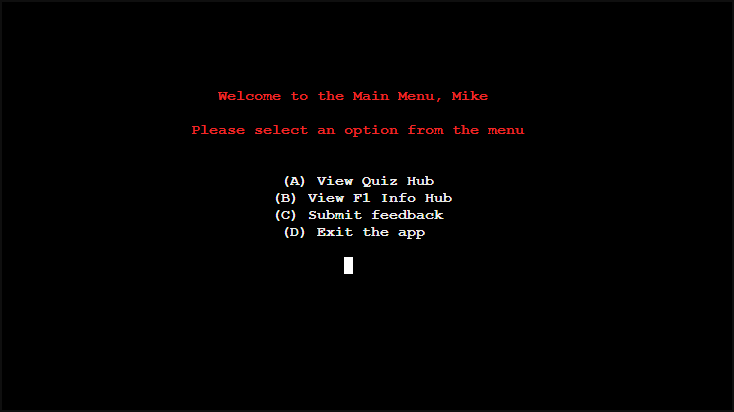 Welcome to the Main Menu, Mike
Please select an option from the menu
(A) View Quiz Hub
(B) View F1 Info Hub
(C) Submit feedback
(D) Exit the app